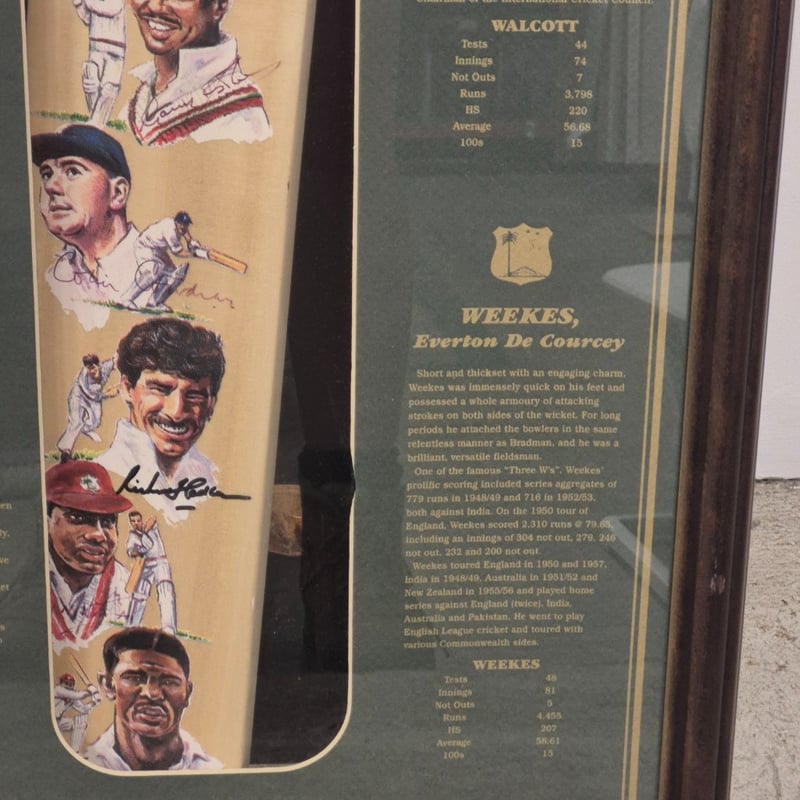 Chairman of the International Cricket Council.
WALCOTT
Tests 44
Innings 74
Not Outs 7
Runs 3,798
HS 220
Average 56.68
100s 15
WEEKES,
Everton De Courcey
Short and thickset with an engaging charm,
Weekes was immensely quick on his feet and
possessed a whole armoury of attacking
strokes on both sides of the wicket. For long
periods he attached the bowlers in the same
relentless manner as Bradman, and he was a
brilliant, versatile fieldsman.
One of the famous "Three W's", Weekes'
prolific scoring included series aggregates of
779 runs in 1948/49 and 716 in 1952/53,
both against India. On the 1950 tour of
England, Weekes scored 2,310 runs @ 79.65,
including an innings of 304 not out, 279, 246
not out, 232 and 200 not out.
Weekes toured England in 1950 and 1957,
India in 1948/49, Australia in 1951/52 and
New Zealand in 1955/56 and played home
series against England (twice), India,
Australia and Pakistan. He went to play
English League cricket and toured with
various Commonwealth sides.
WEEKES
Tests 48
Innings 81
Not Outs 5
Runs 4,455
HS 207
Average 58.61
100s 15
Colin Cowdrey